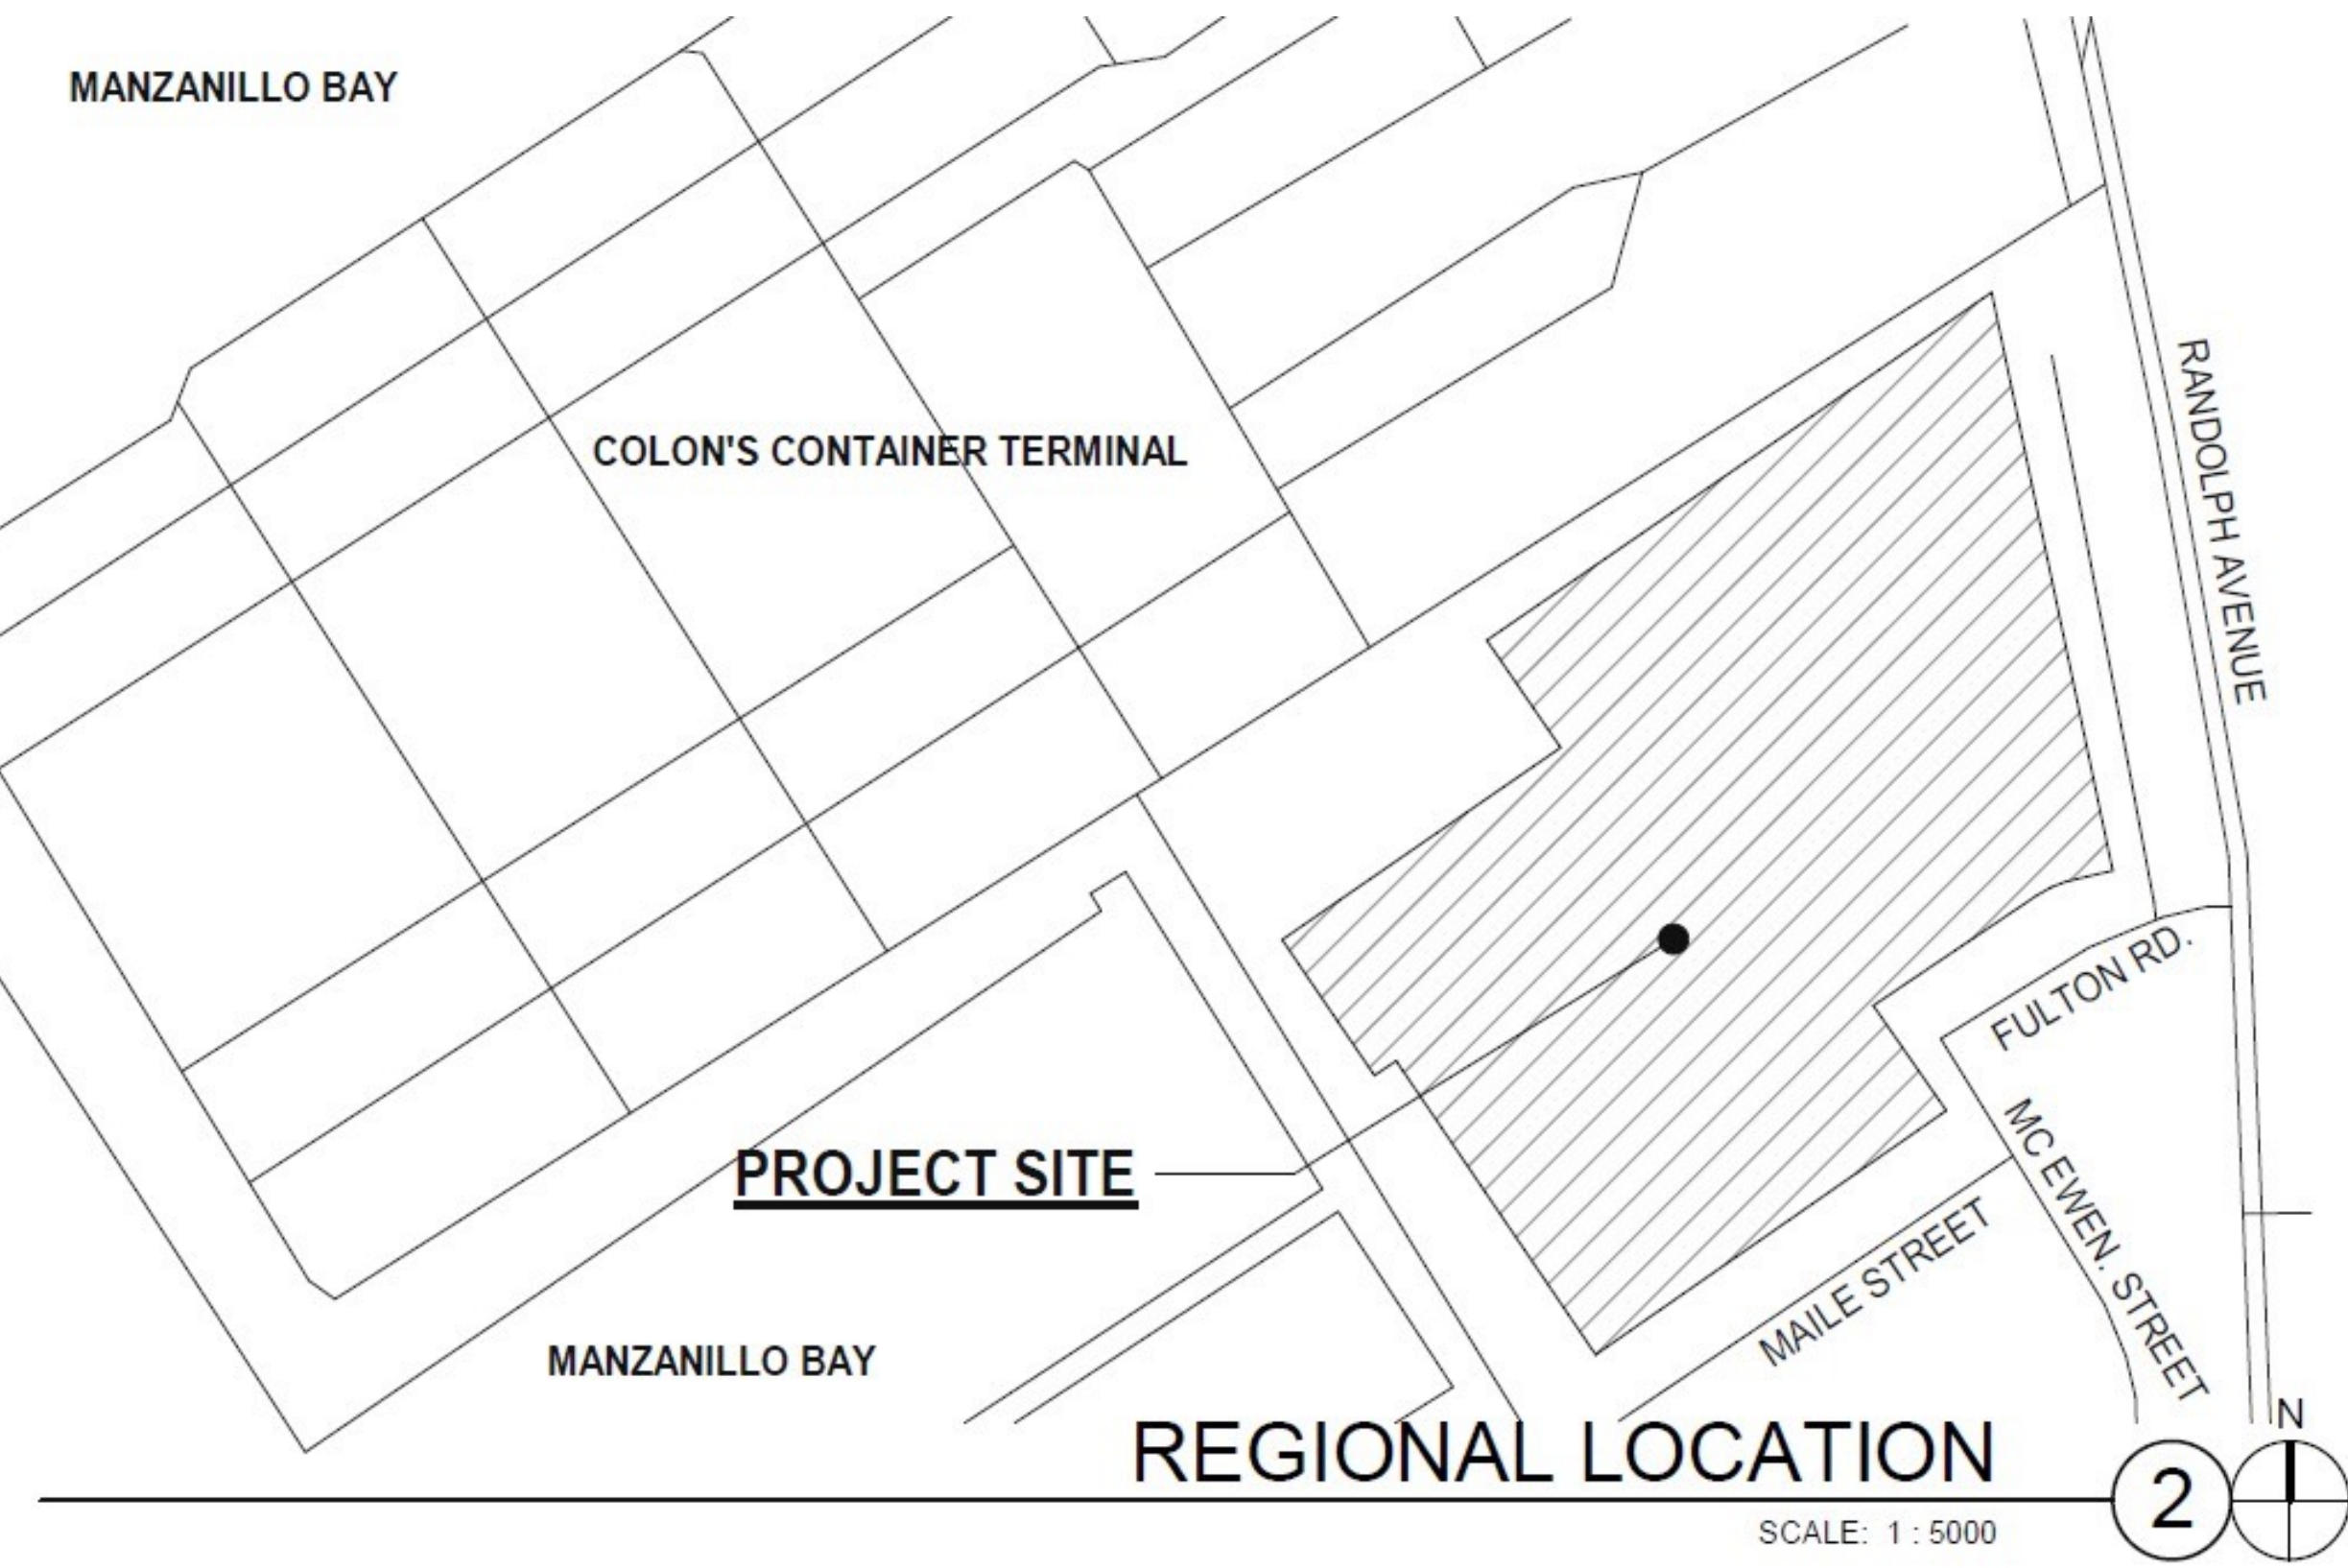 MANZANILLO BAY
COLON'S CONTAINER TERMINAL
RANDOLPH AVENUE
FULTON RD.
MC EWEN. STREET
PROJECT SITE
MAILE STREET
MANZANILLO BAY
REGIONAL LOCATION
N
2
SCALE: 1 : 5000